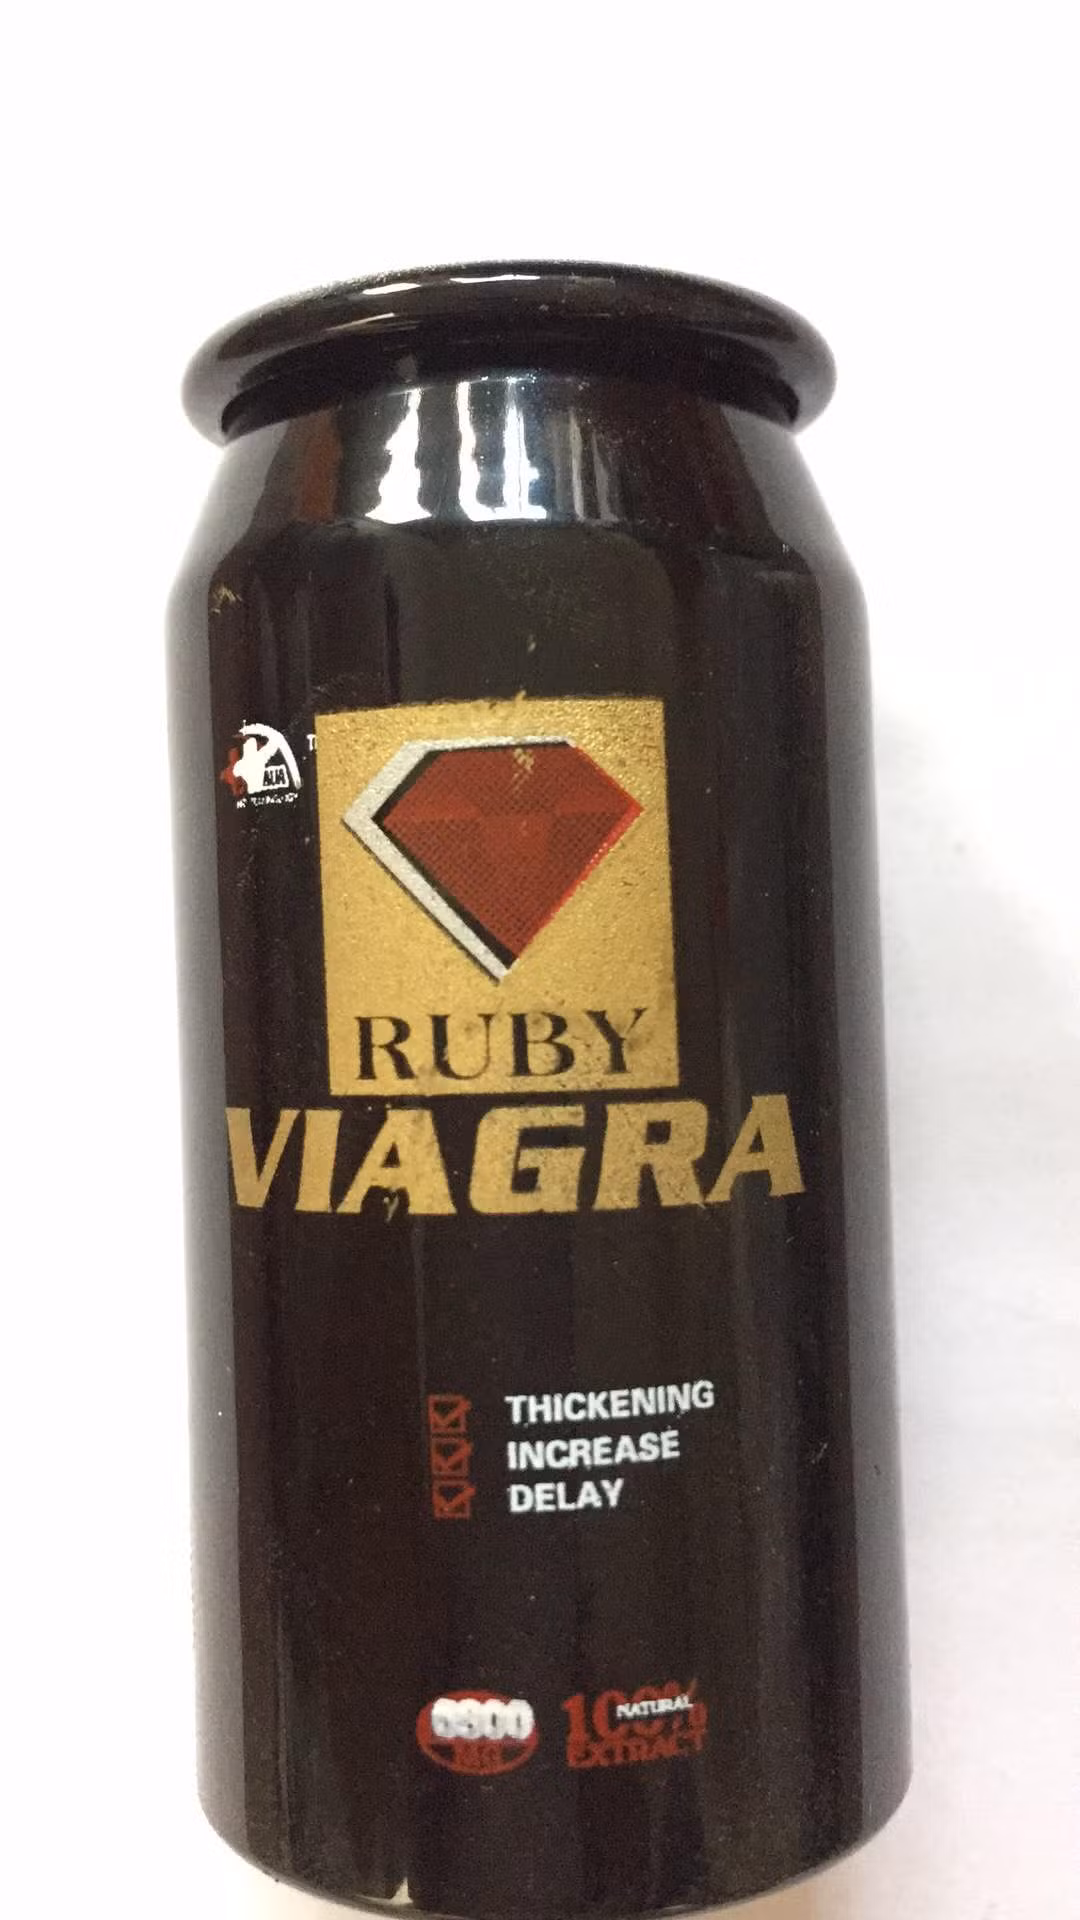 RUBY
VIAGRA
THICKENING
INCREASE
DELAY
100%
NATURAL
EXTRACT